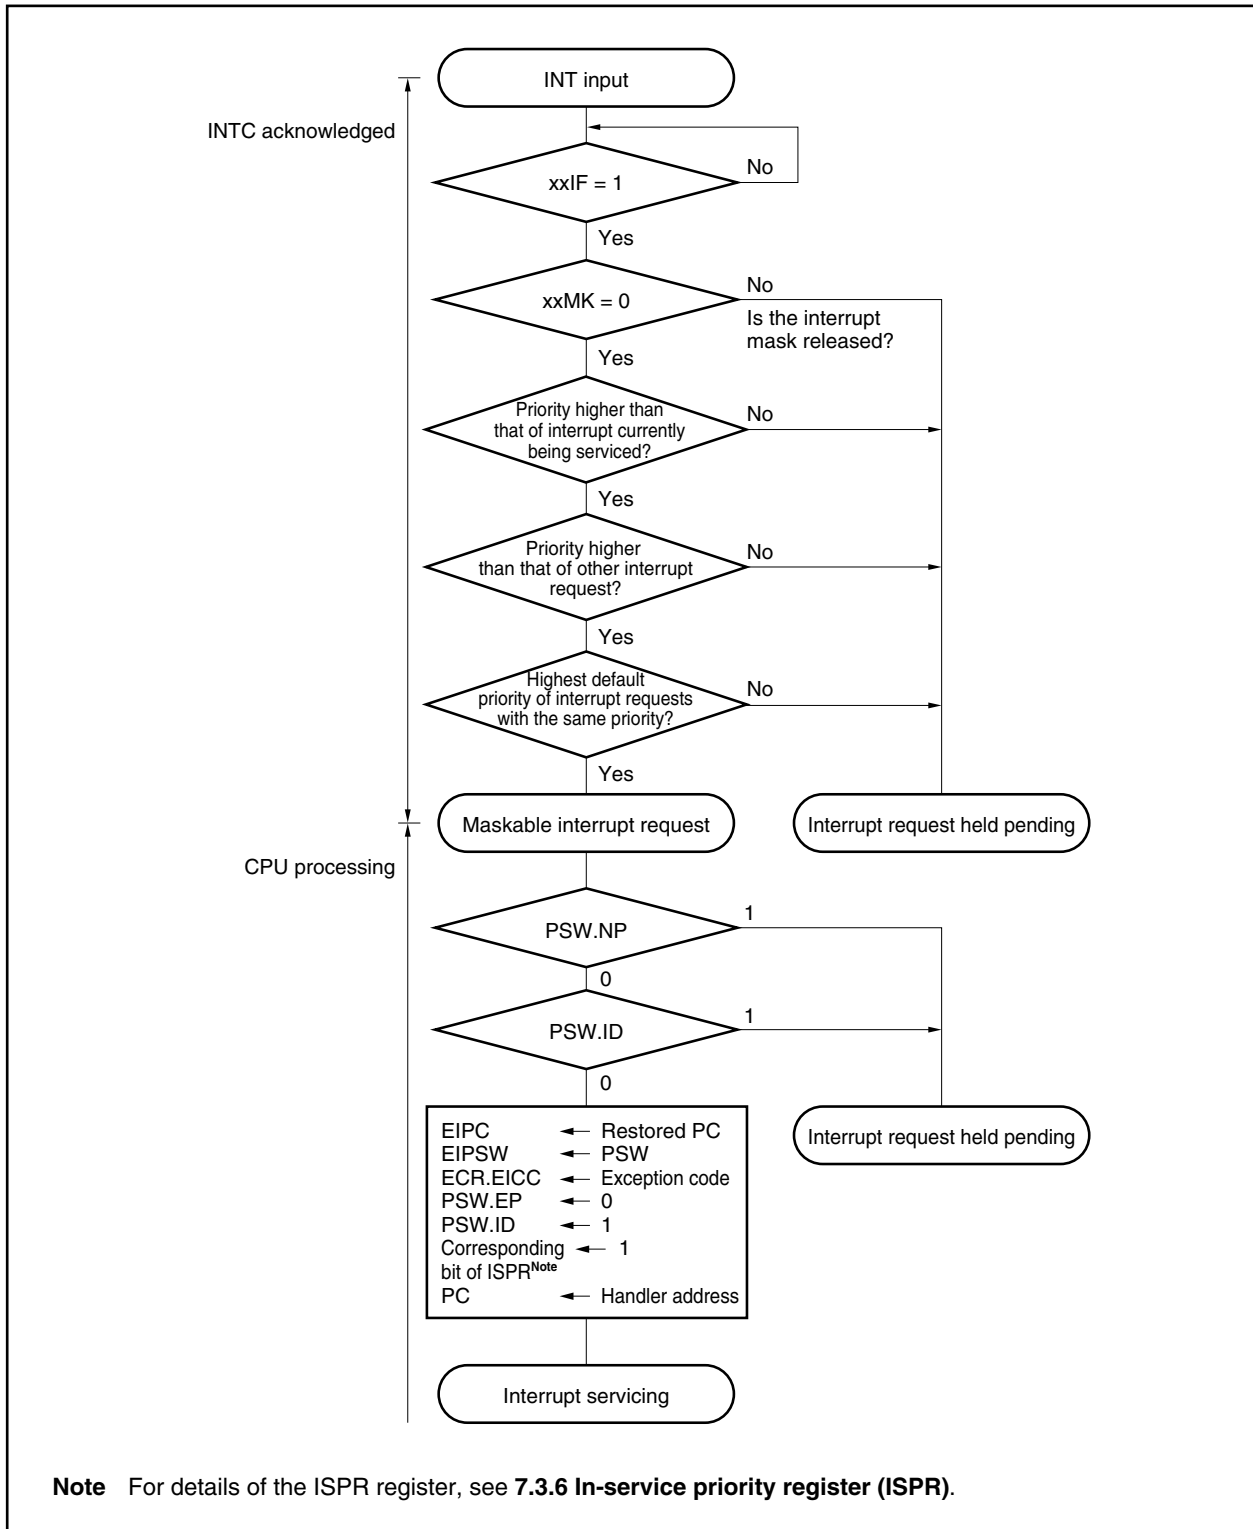 INT input
INTC acknowledged
xxIF = 1
No
Yes
xxMK = 0
No
Is the interrupt
mask released?
Yes
Priority higher than
that of interrupt currently
being serviced?
No
Yes
Priority higher
than that of other interrupt
request?
No
Yes
Highest default
priority of interrupt requests
with the same priority?
No
Yes
Maskable interrupt request
Interrupt request held pending
CPU processing
PSW.NP
1
0
PSW.ID
1
0
EIPC ← Restored PC
EIPSW ← PSW
ECR.EICC ← Exception code
PSW.EP ← 0
PSW.ID ← 1
Corresponding ← 1
bit of ISPRNote
PC ← Handler address
Interrupt request held pending
Interrupt servicing
Note For details of the ISPR register, see 7.3.6 In-service priority register (ISPR).